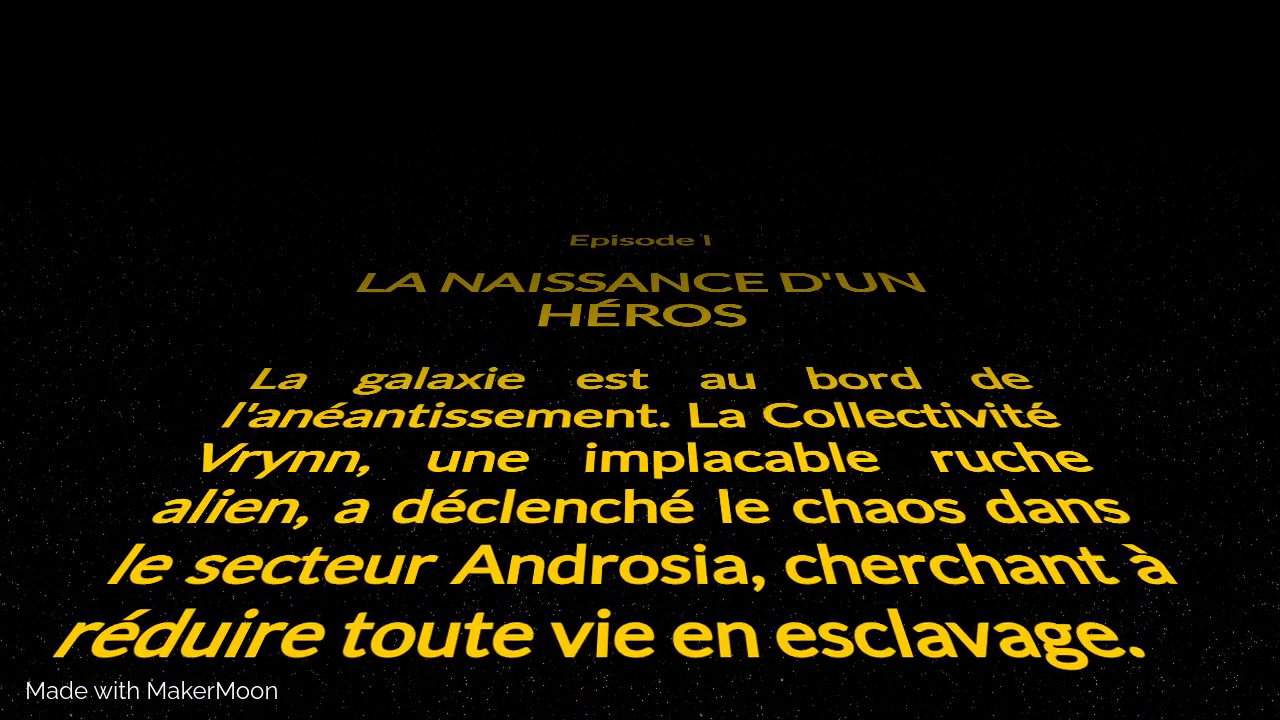 Episode I
LA NAISSANCE D'UN
HÉROS
La galaxie est au bord de
l'anéantissement. La Collectivité
Vrynn, une implacable ruche
alien, a déclenché le chaos dans
le secteur Androsia, cherchant à
réduire toute vie en esclavage.
Made with MakerMoon